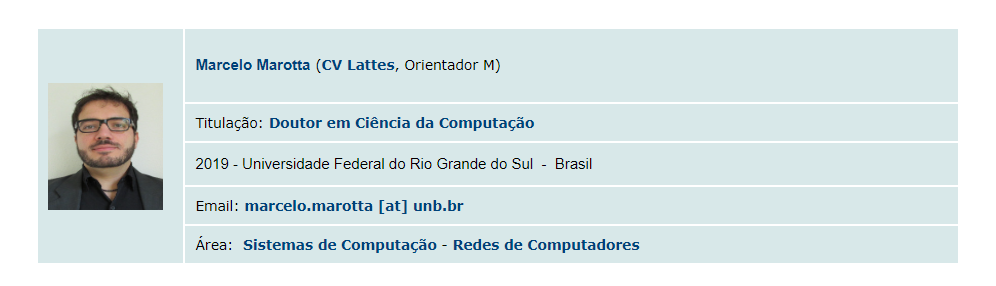 Marcelo Marotta (CV Lattes, Orientador M)
Titulação: Doutor em Ciência da Computação
2019 - Universidade Federal do Rio Grande do Sul - Brasil
Email: marcelo.marotta [at] unb.br
Área: Sistemas de Computação - Redes de Computadores